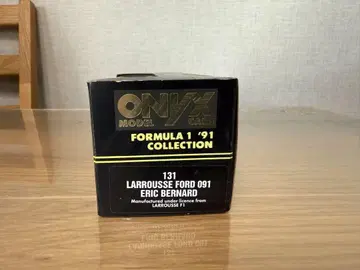 ONYX
MODEL CARS
FORMULA 1 '91
COLLECTION
131
LARROUSSE FORD 091
ERIC BERNARD
Manufactured under licence from
LARROUSSE F1